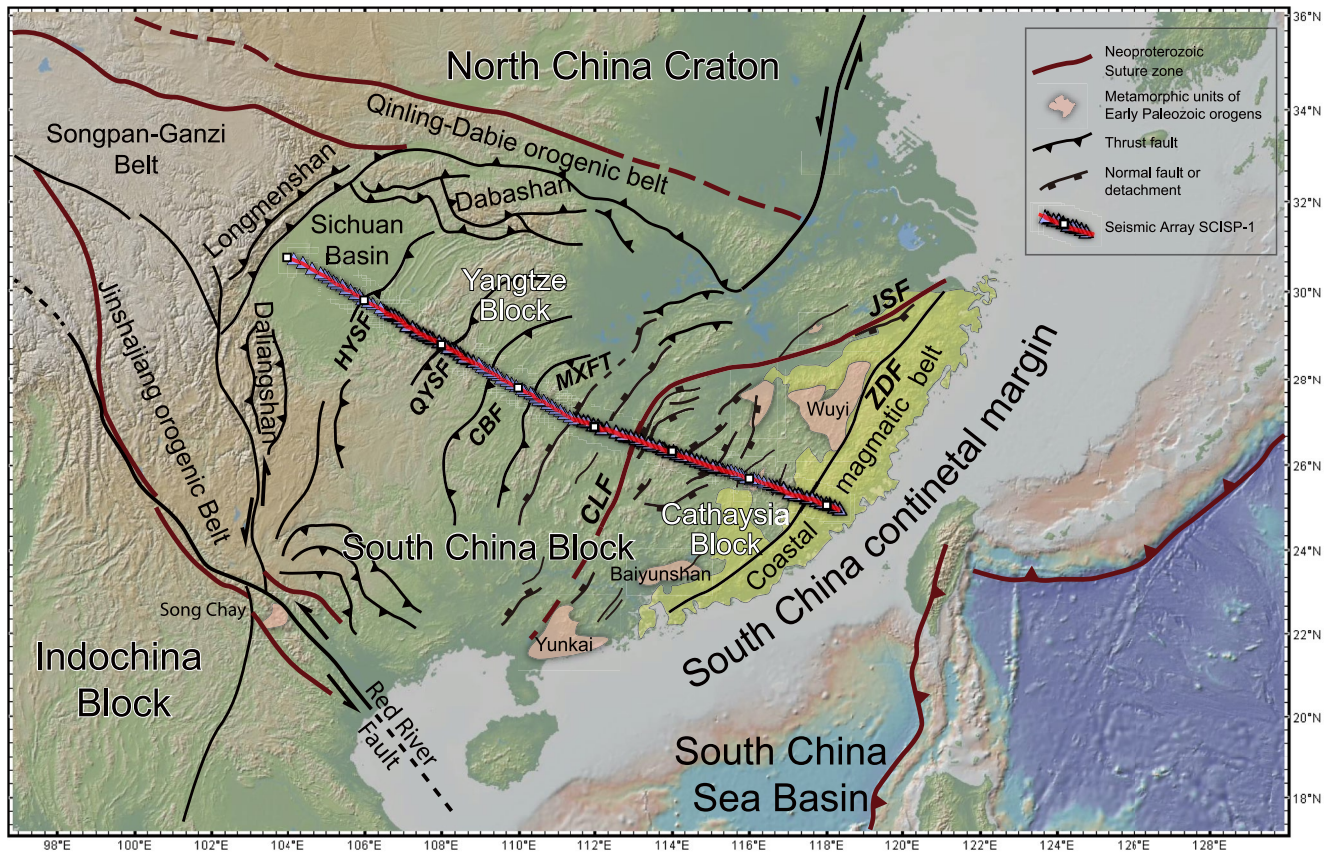 North China Craton
Qinling-Dabie orogenic belt
Songpan-Ganzi
Belt
Longmenshan
Dabashan
Sichuan
Basin
Yangtze
Block
Jinshajiang orogenic Belt
Daliangshan
HYSF
QYSF
CBF
MXFT
JSF
CLF
ZDF
Wuyi
Coastal magmatic belt
Cathaysia
Block
South China Block
Baiyunshan
Yunkai
Song Chay
Indochina
Block
Red River
Fault
South China continetal margin
South China
Sea Basin
Neoproterozoic
Suture zone
Metamorphic units of
Early Paleozoic orogens
Thrust fault
Normal fault or
detachment
Seismic Array SCISP-1
36°N
34°N
32°N
30°N
28°N
26°N
24°N
22°N
20°N
18°N
98°E
100°E
102°E
104°E
106°E
108°E
110°E
112°E
114°E
116°E
118°E
120°E
122°E
124°E
126°E
128°E